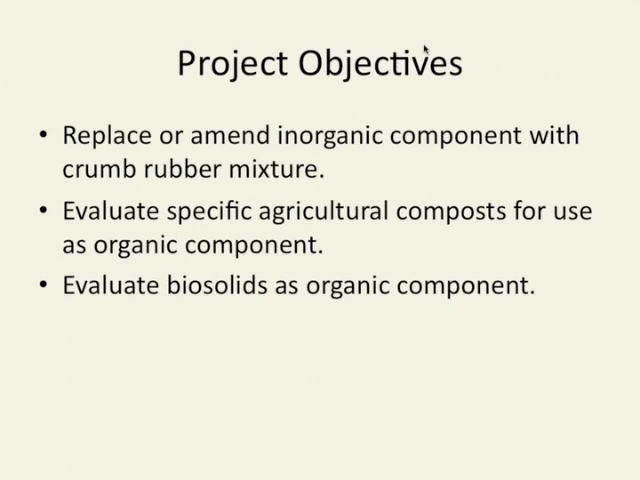 Project Objectives
• Replace or amend inorganic component with
crumb rubber mixture.
• Evaluate specific agricultural composts for use
as organic component.
• Evaluate biosolids as organic component.